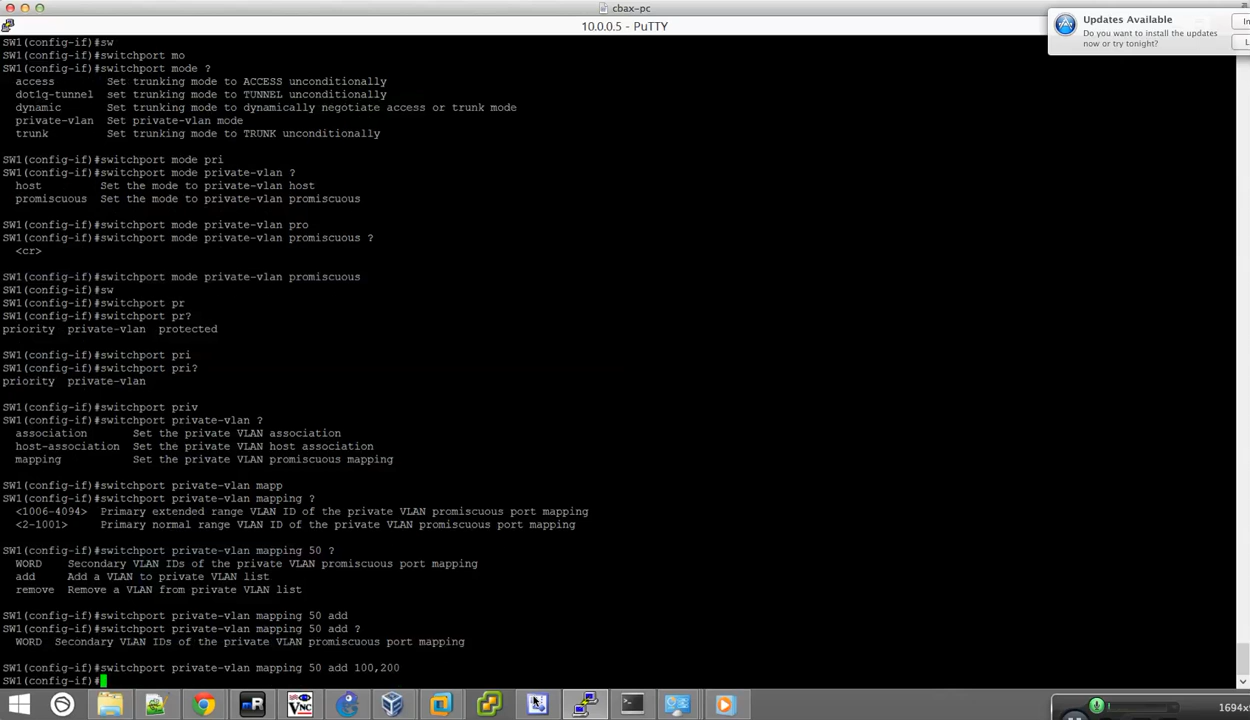 cbax-pc
10.0.0.5 - PuTTY
Updates Available
Do you want to install the updates
now or try tonight?
SW1(config-if)#sw
SW1(config-if)#switchport mo
SW1(config-if)#switchport mode ?
access Set trunking mode to ACCESS unconditionally
dot1q-tunnel set trunking mode to TUNNEL unconditionally
dynamic Set trunking mode to dynamically negotiate access or trunk mode
private-vlan Set private-vlan mode
trunk Set trunking mode to TRUNK unconditionally
SW1(config-if)#switchport mode pri
SW1(config-if)#switchport mode private-vlan ?
host Set the mode to private-vlan host
promiscuous Set the mode to private-vlan promiscuous
SW1(config-if)#switchport mode private-vlan pro
SW1(config-if)#switchport mode private-vlan promiscuous ?
<cr>
SW1(config-if)#switchport mode private-vlan promiscuous
SW1(config-if)#sw
SW1(config-if)#switchport pr
SW1(config-if)#switchport pr?
priority private-vlan protected
SW1(config-if)#switchport pri
SW1(config-if)#switchport pri?
priority private-vlan
SW1(config-if)#switchport priv
SW1(config-if)#switchport private-vlan ?
association Set the private VLAN association
host-association Set the private VLAN host association
mapping Set the private VLAN promiscuous mapping
SW1(config-if)#switchport private-vlan mapp
SW1(config-if)#switchport private-vlan mapping ?
<1006-4094> Primary extended range VLAN ID of the private VLAN promiscuous port mapping
<2-1001> Primary normal range VLAN ID of the private VLAN promiscuous port mapping
SW1(config-if)#switchport private-vlan mapping 50 ?
WORD Secondary VLAN IDs of the private VLAN promiscuous port mapping
add Add a VLAN to private VLAN list
remove Remove a VLAN from private VLAN list
SW1(config-if)#switchport private-vlan mapping 50 add
SW1(config-if)#switchport private-vlan mapping 50 add ?
WORD Secondary VLAN IDs of the private VLAN promiscuous port mapping
SW1(config-if)#switchport private-vlan mapping 50 add 100,200
SW1(config-if)#
1694x